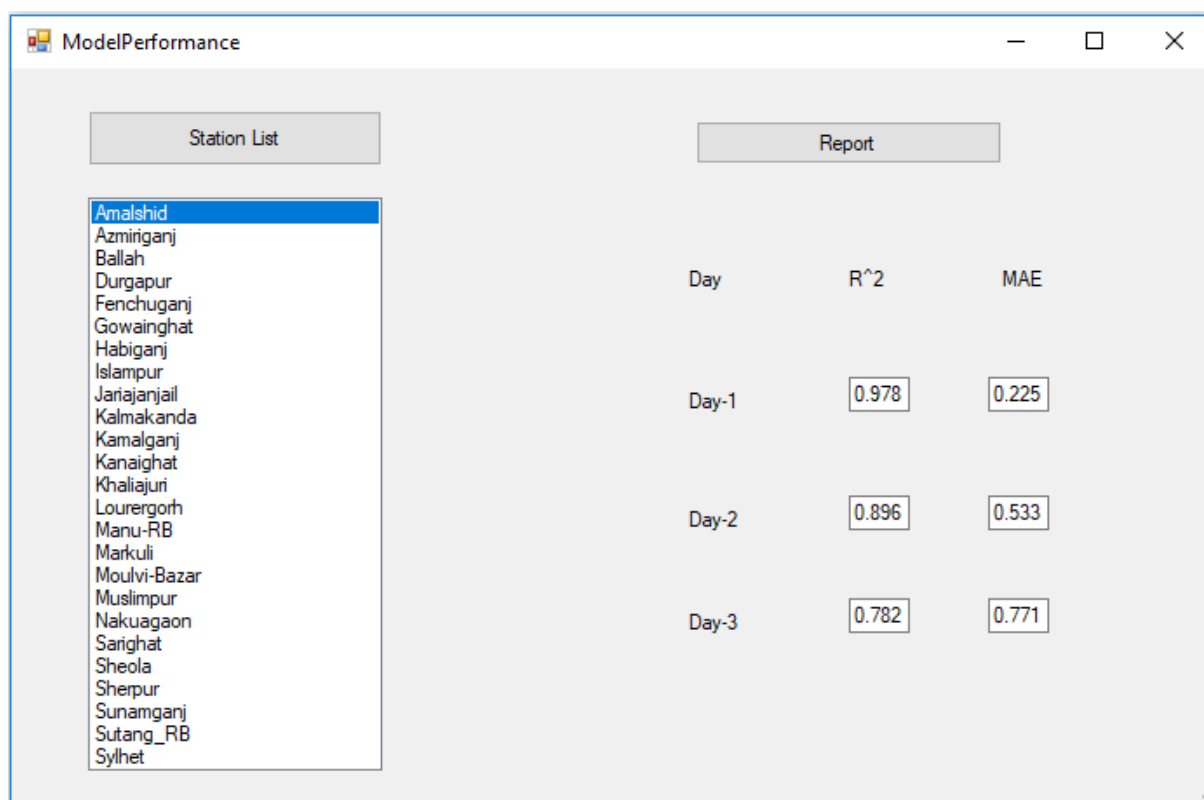 ModelPerformance
Station List
Report
Amalshid
Azmiriganj
Ballah
Durgapur
Fenchuganj
Gowainghat
Habiganj
Islampur
Jariajanjail
Kalmakanda
Kamalganj
Kanaighat
Khaliajuri
Lourergorh
Manu-RB
Markuli
Moulvi-Bazar
Muslimpur
Nakuagaon
Sarighat
Sheola
Sherpur
Sunamganj
Sutang_RB
Sylhet
Day R^2 MAE
Day-1 0.978 0.225
Day-2 0.896 0.533
Day-3 0.782 0.771